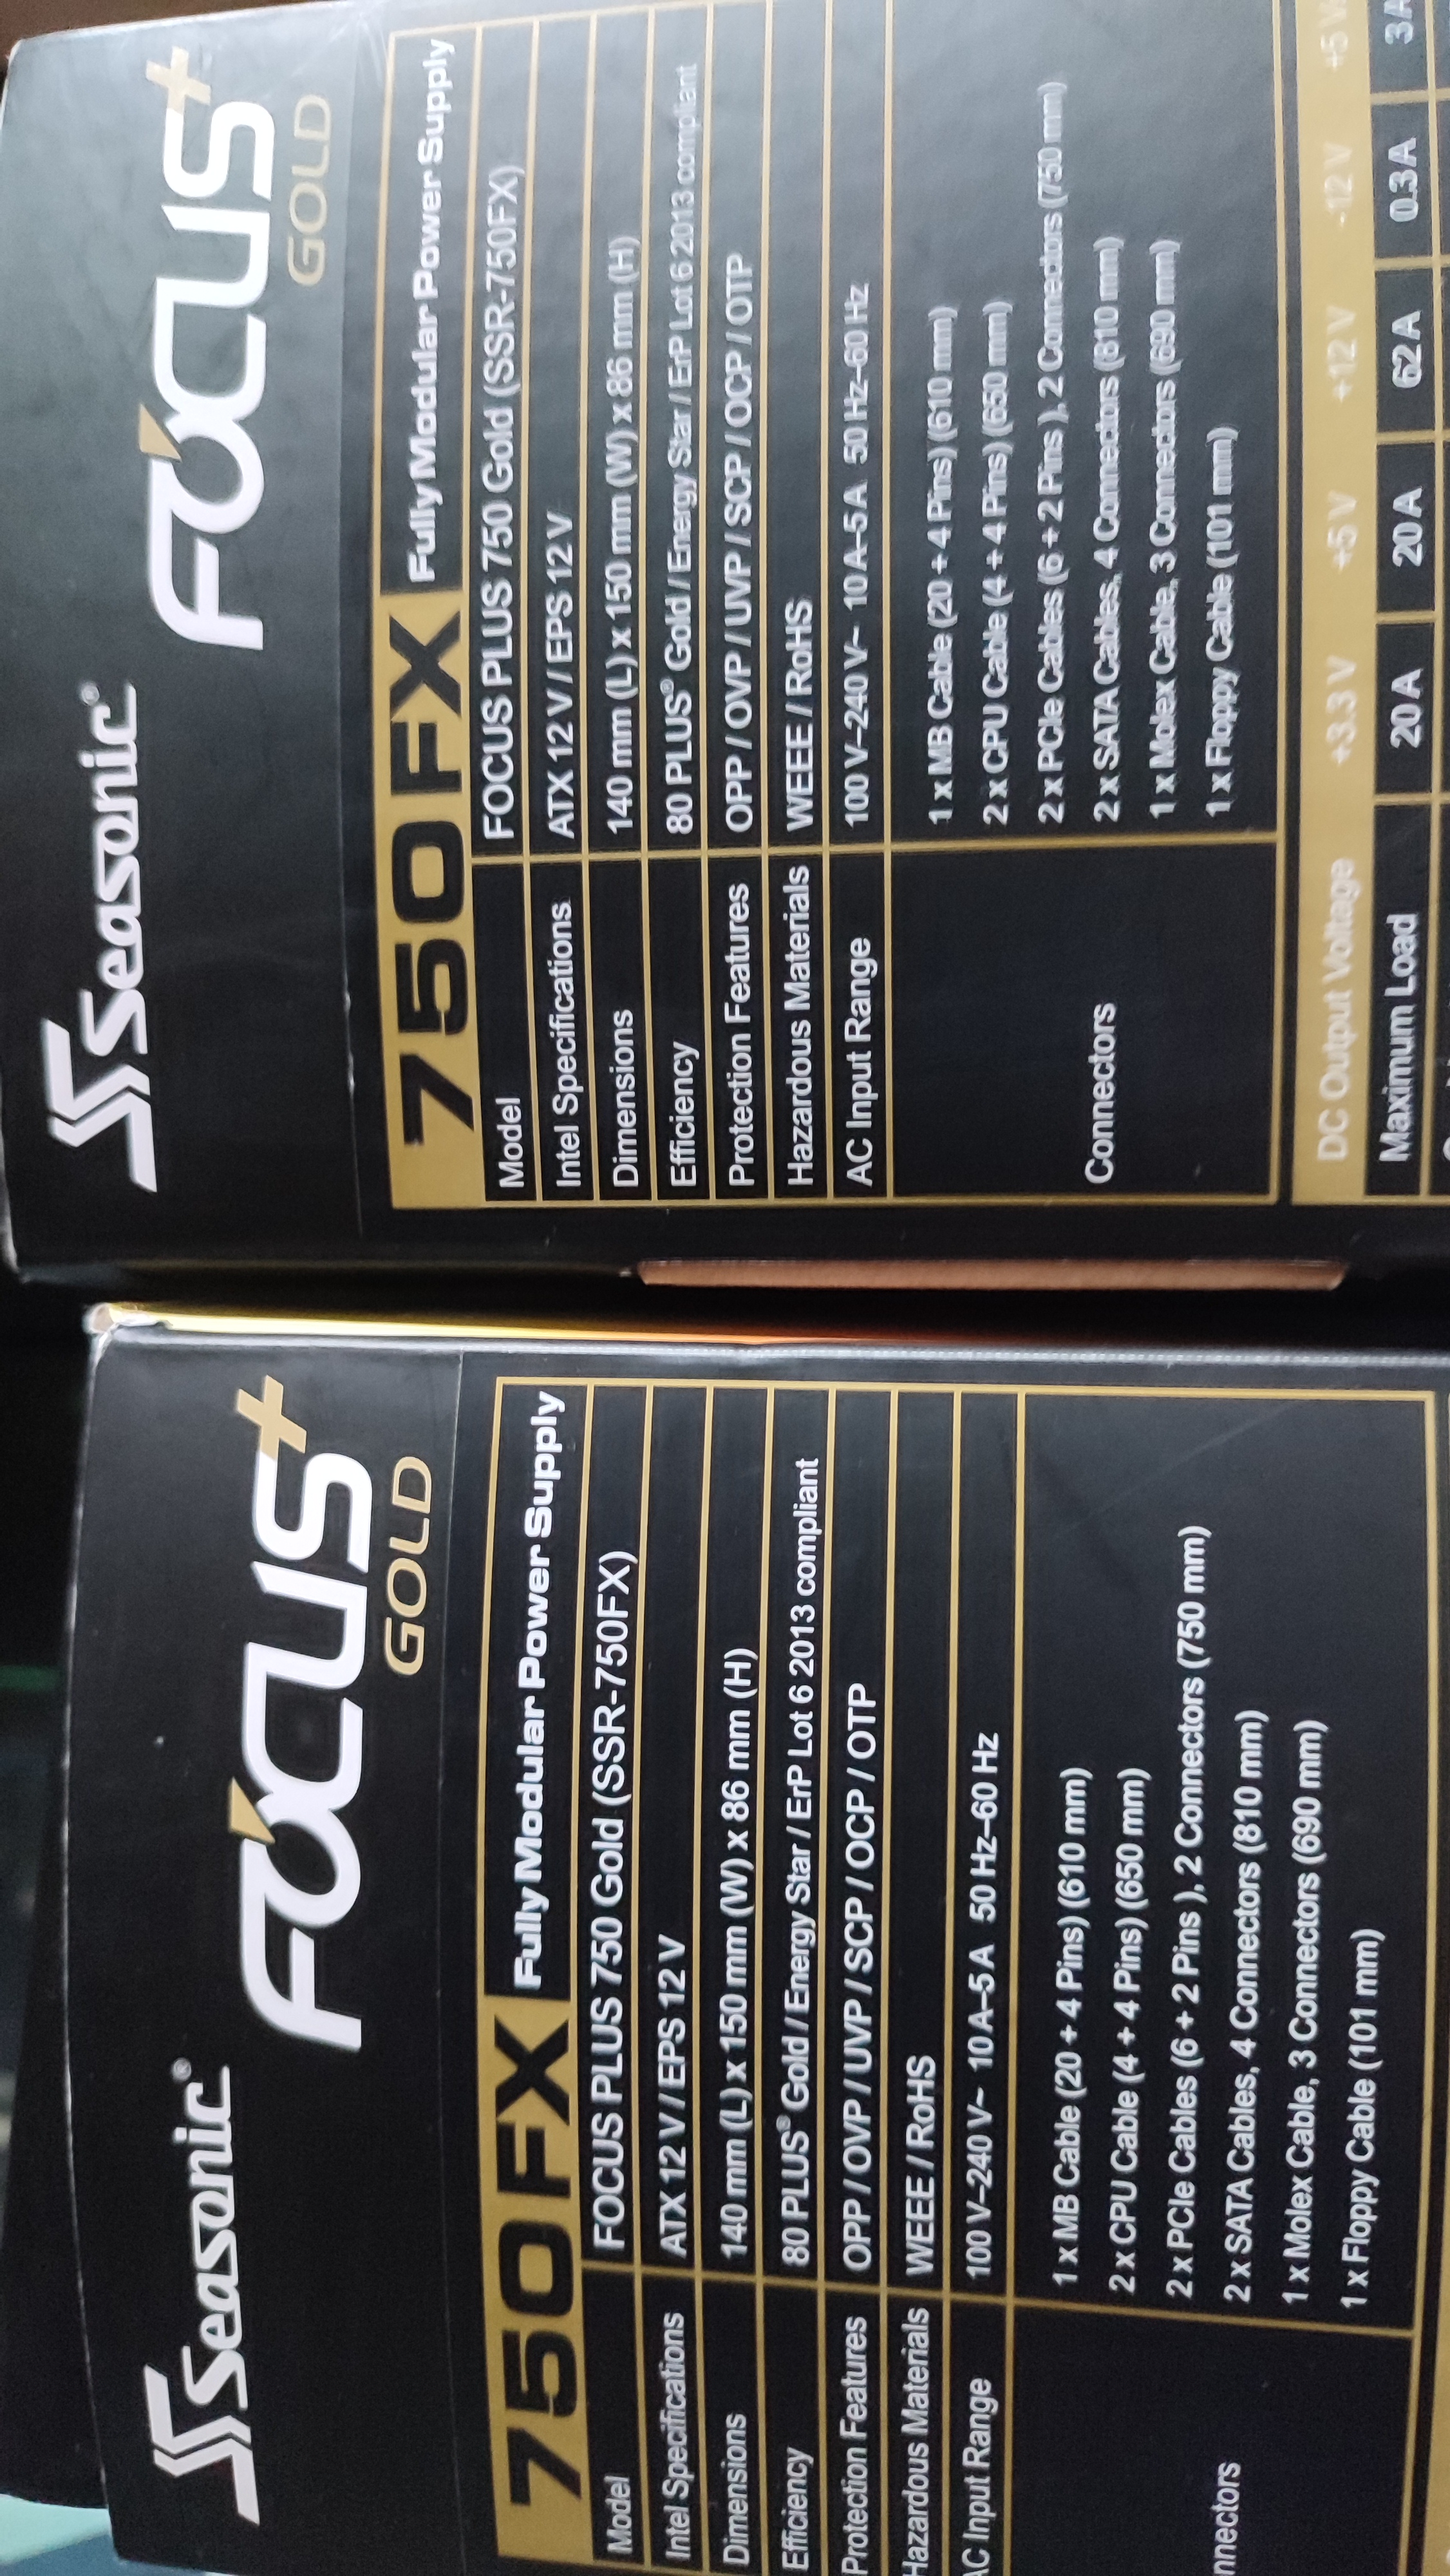 Seasonic®
FOCUS+
GOLD
750FX Fully Modular Power Supply
Model FOCUS PLUS 750 Gold (SSR-750FX)
Intel Specifications ATX 12 V / EPS 12 V
Dimensions 140 mm (L) x 150 mm (W) x 86 mm (H)
Efficiency 80 PLUS® Gold / Energy Star / ErP Lot 6 2013 compliant
Protection Features OPP / OVP / UVP / SCP / OCP / OTP
Hazardous Materials WEEE / RoHS
AC Input Range 100 V–240 V~ 10 A–5 A 50 Hz–60 Hz
1 x MB Cable (20 + 4 Pins) (610 mm)
2 x CPU Cable (4 + 4 Pins) (650 mm)
2 x PCIe Cables (6 + 2 Pins ), 2 Connectors (750 mm)
Connectors 2 x SATA Cables, 4 Connectors (810 mm)
1 x Molex Cable, 3 Connectors (690 mm)
1 x Floppy Cable (101 mm)
DC Output Voltage +3.3 V +5 V +12 V -12 V +5 V
Maximum Load 20 A 20 A 62 A 0.3 A 3 A
Seasonic®
FOCUS+
GOLD
750FX Fully Modular Power Supply
Model FOCUS PLUS 750 Gold (SSR-750FX)
Intel Specifications ATX 12 V / EPS 12 V
Dimensions 140 mm (L) x 150 mm (W) x 86 mm (H)
Efficiency 80 PLUS® Gold / Energy Star / ErP Lot 6 2013 compliant
Protection Features OPP / OVP / UVP / SCP / OCP / OTP
Hazardous Materials WEEE / RoHS
AC Input Range 100 V–240 V~ 10 A–5 A 50 Hz–60 Hz
1 x MB Cable (20 + 4 Pins) (610 mm)
2 x CPU Cable (4 + 4 Pins) (650 mm)
2 x PCIe Cables (6 + 2 Pins ), 2 Connectors (750 mm)
nnectors 2 x SATA Cables, 4 Connectors (810 mm)
1 x Molex Cable, 3 Connectors (690 mm)
1 x Floppy Cable (101 mm)